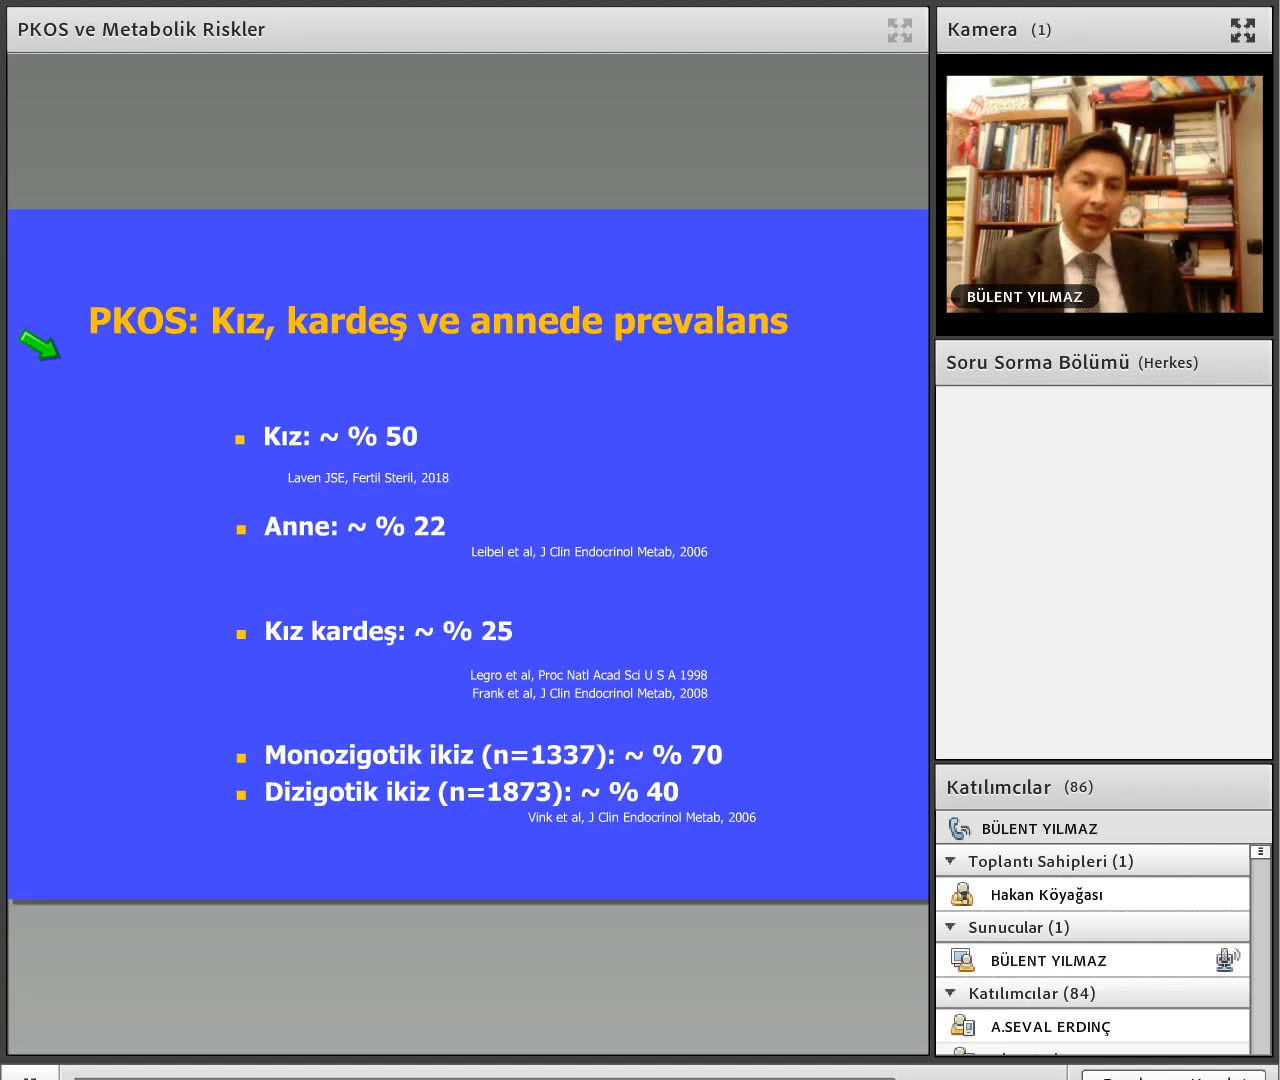 PKOS ve Metabolik Riskler
PKOS: Kız, kardeş ve annede prevalans
Kız: ~ % 50
Laven JSE, Fertil Steril, 2018
Anne: ~ % 22
Leibel et al, J Clin Endocrinol Metab, 2006
Kız kardeş: ~ % 25
Legro et al, Proc Natl Acad Sci U S A 1998
Frank et al, J Clin Endocrinol Metab, 2008
Monozigotik ikiz (n=1337): ~ % 70
Dizigotik ikiz (n=1873): ~ % 40
Vink et al, J Clin Endocrinol Metab, 2006
Kamera (1)
BÜLENT YILMAZ
Soru Sorma Bölümü (Herkes)
Katılımcılar (86)
BÜLENT YILMAZ
Toplantı Sahipleri (1)
Hakan Köyağası
Sunucular (1)
BÜLENT YILMAZ
Katılımcılar (84)
A.SEVAL ERDINÇ